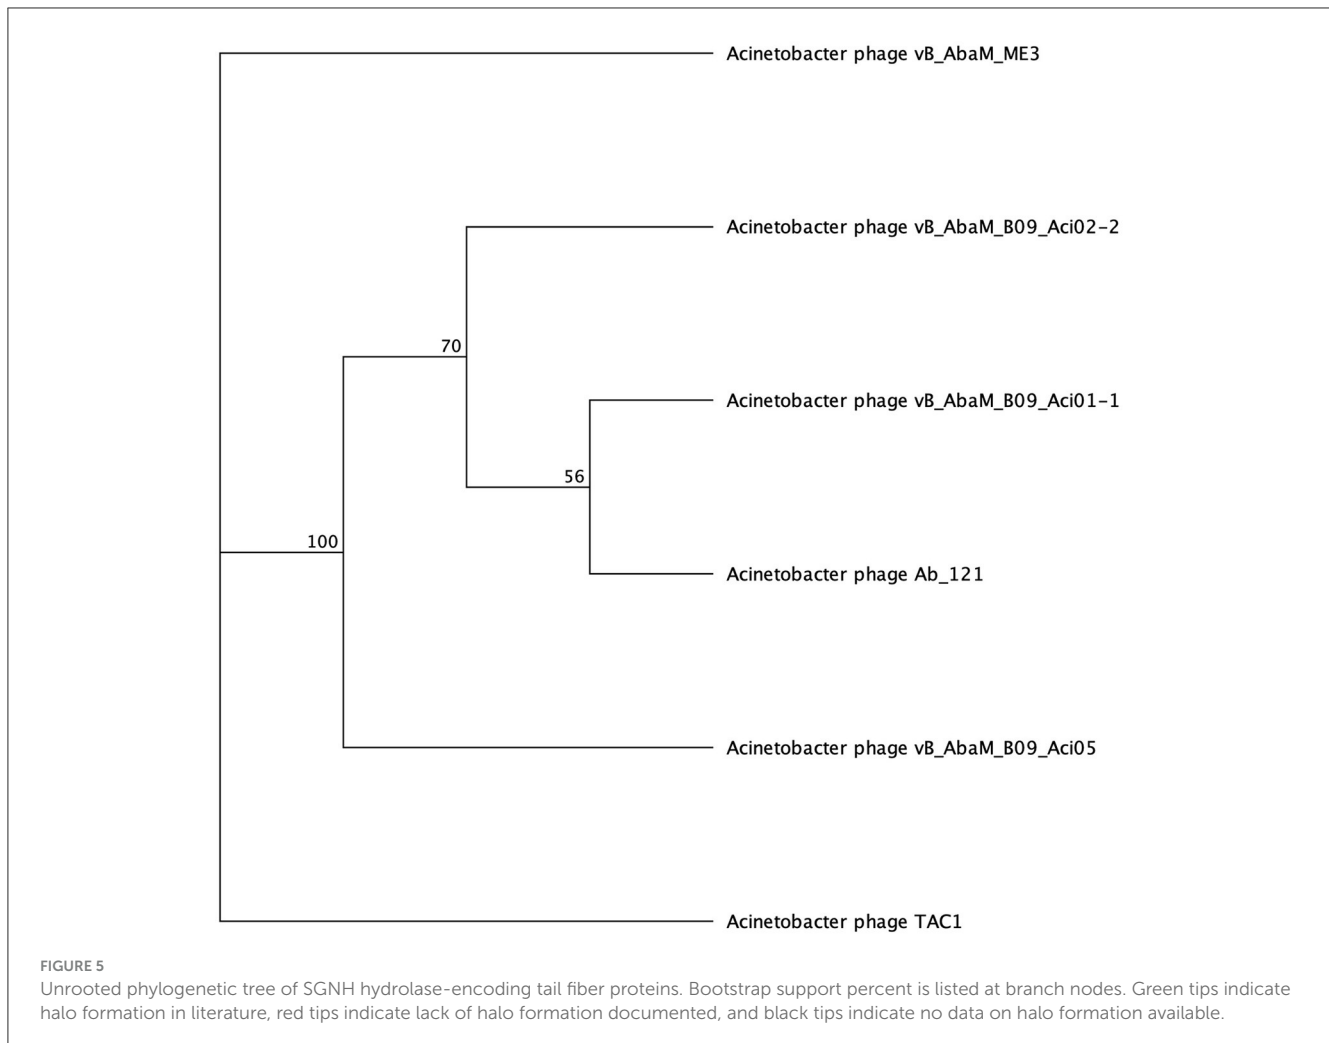 Acinetobacter phage vB_AbaM_ME3
Acinetobacter phage vB_AbaM_B09_Aci02-2
70
Acinetobacter phage vB_AbaM_B09_Aci01-1
56
100
Acinetobacter phage Ab_121
Acinetobacter phage vB_AbaM_B09_Aci05
Acinetobacter phage TAC1
FIGURE 5
Unrooted phylogenetic tree of SGNH hydrolase-encoding tail fiber proteins. Bootstrap support percent is listed at branch nodes. Green tips indicate
halo formation in literature, red tips indicate lack of halo formation documented, and black tips indicate no data on halo formation available.